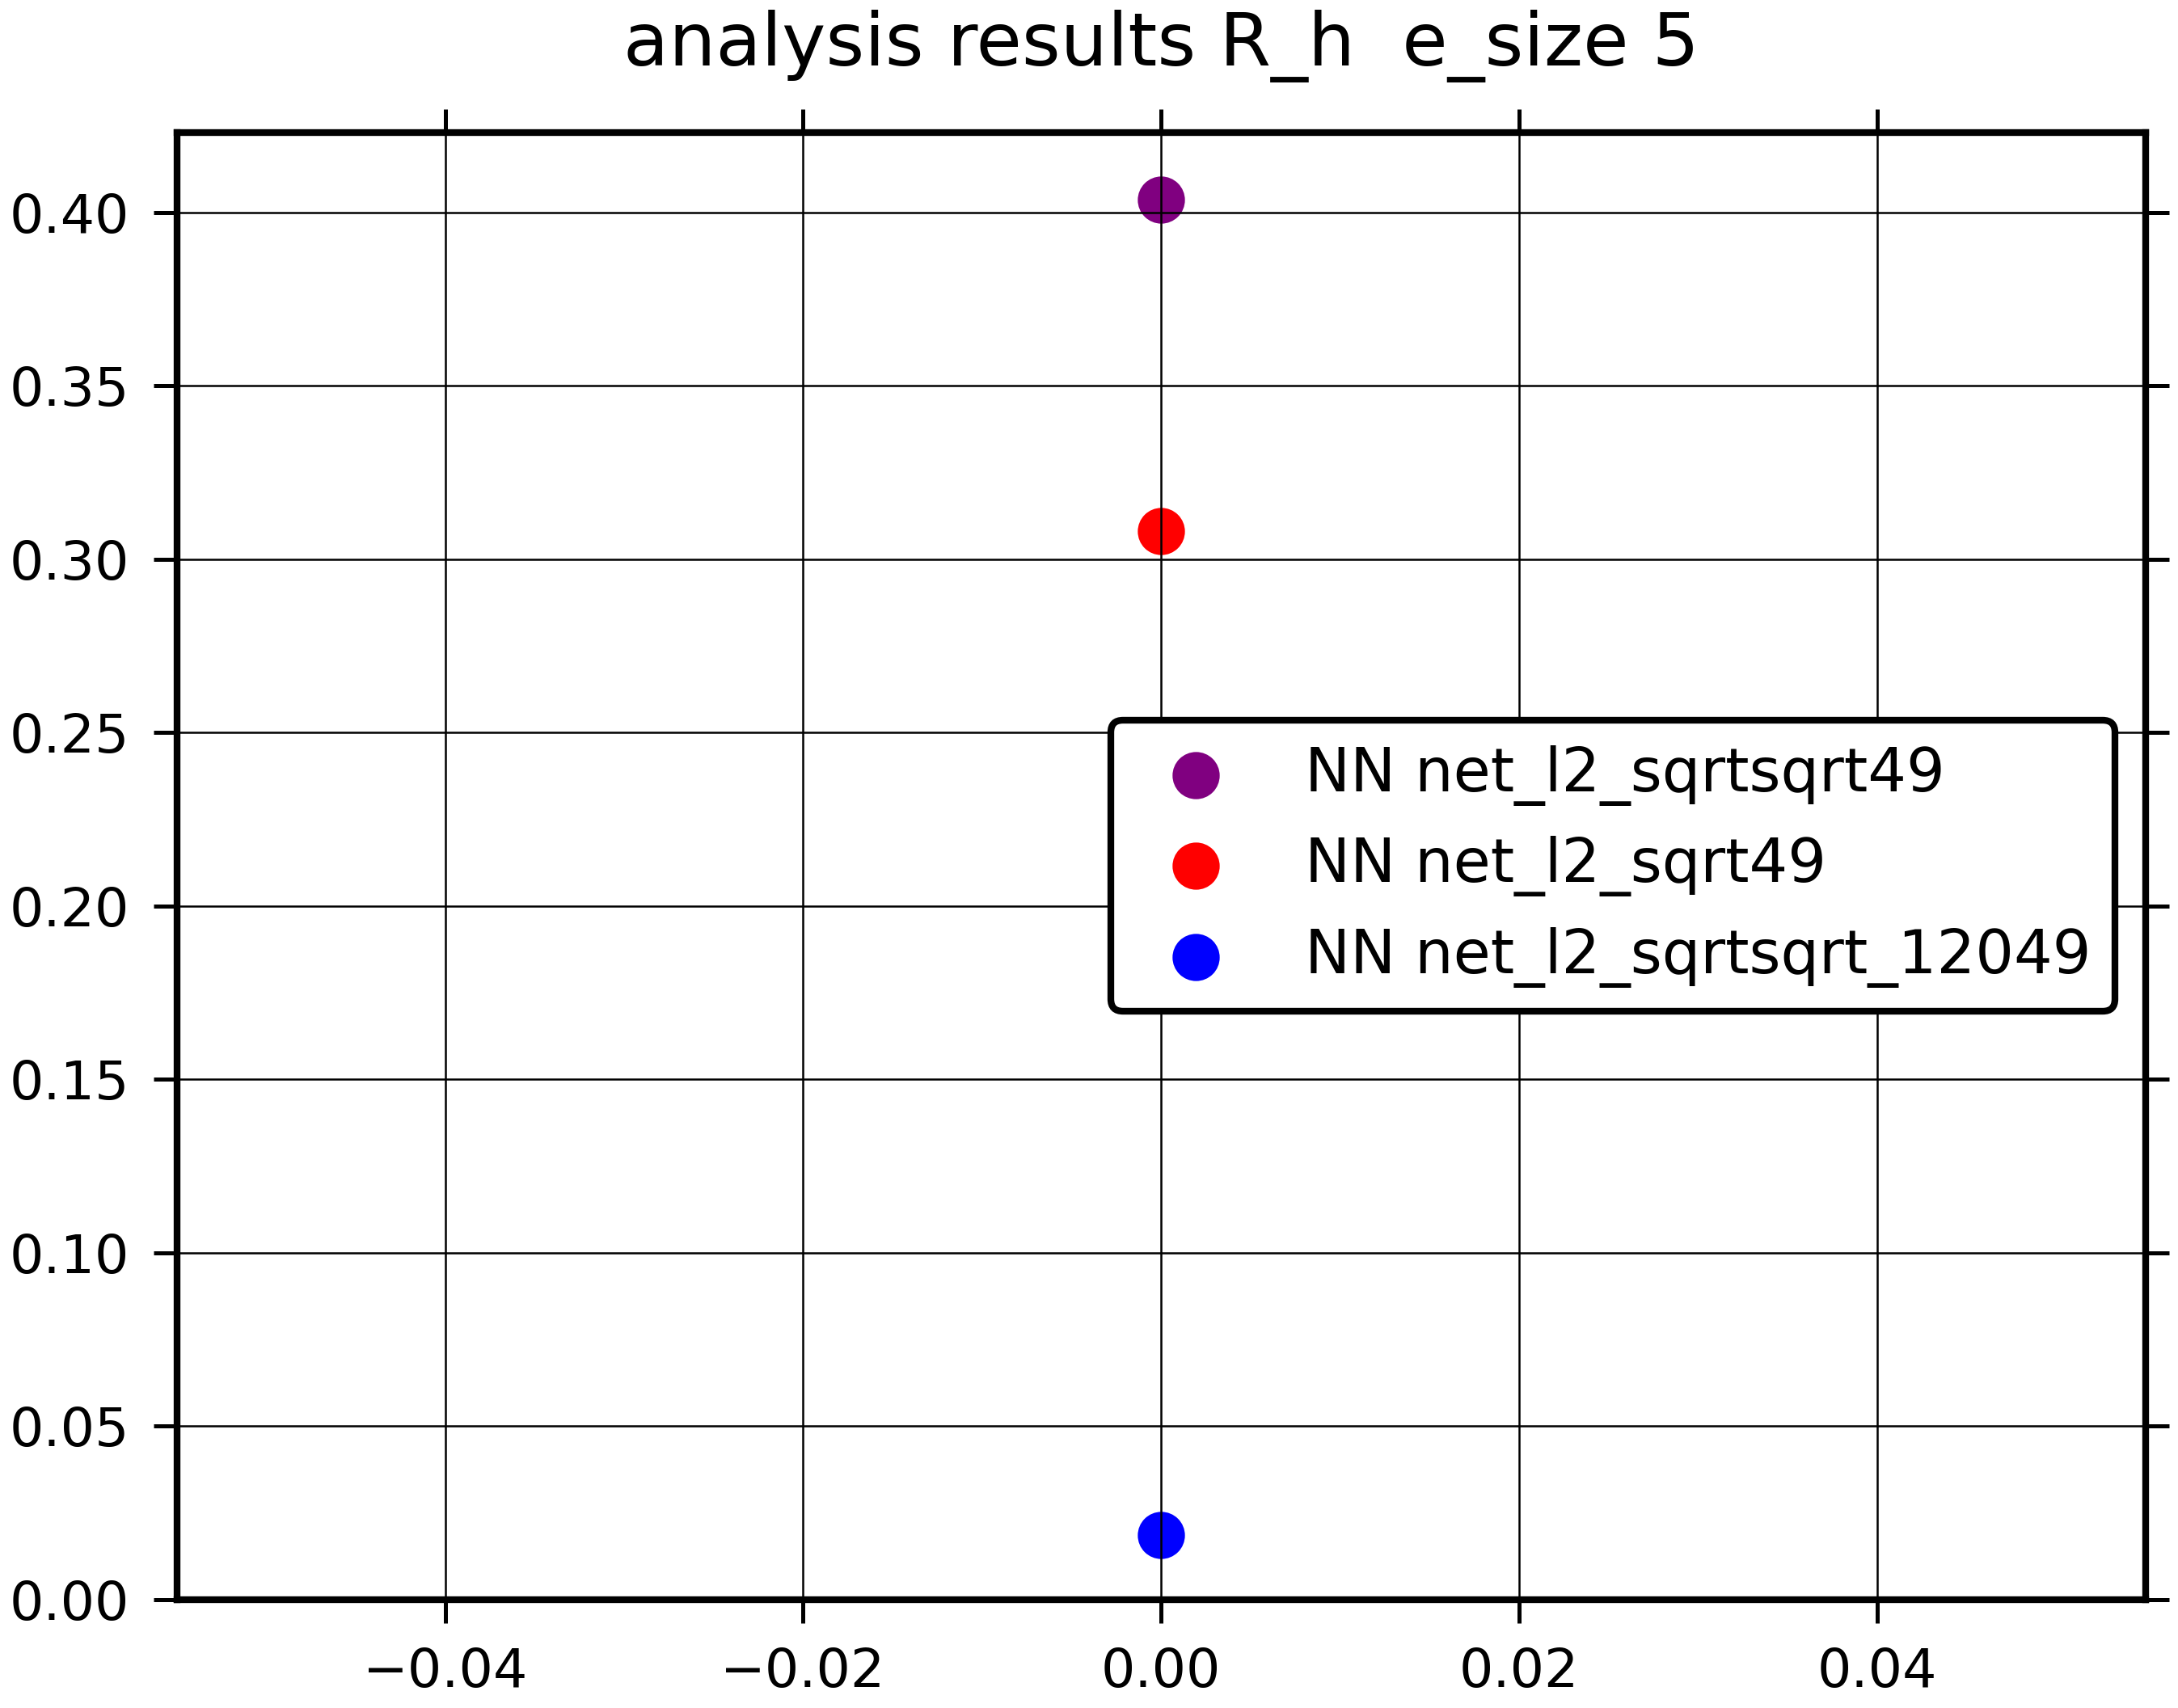 analysis results R_h  e_size 5
0.40
0.35
0.30
0.25
0.20
0.15
0.10
0.05
0.00
NN net_l2_sqrtsqrt49
NN net_l2_sqrt49
NN net_l2_sqrtsqrt_12049
−0.04 −0.02 0.00 0.02 0.04